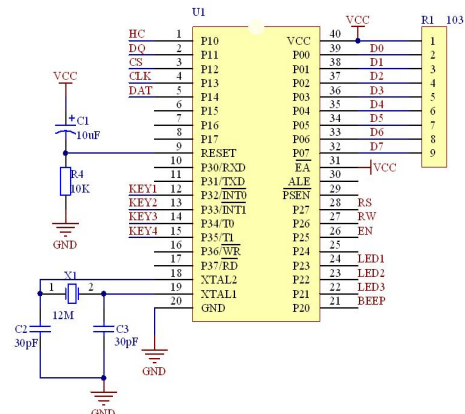 U1
HC 1 P10 VCC 40 VCC R1 103
DQ 2 P11 P00 39 D0 1
CS 3 P12 P01 38 D1 2
CLK 4 P13 P02 37 D2 3
DAT 5 P14 P03 36 D3 4
6 P15 P04 35 D4 5
7 P16 P05 34 D5 6
8 P17 P06 33 D6 7
9 RESET P07 32 D7 8
10 P30/RXD EA 31 VCC 9
11 P31/TXD ALE 30
KEY1 12 P32/INT0 PSEN 29
KEY2 13 P33/INT1 P27 28 RS
KEY3 14 P34/T0 P26 27 RW
KEY4 15 P35/T1 P25 26 EN
16 P36/WR P24 25
17 P37/RD P23 24 LED1
18 XTAL2 P22 23 LED2
19 XTAL1 P21 22 LED3
20 GND P20 21 BEEP
VCC
+ C1
10uF
R4
10K
GND
X1
1 2
12M
C2
30pF
C3
30pF
GND
GND